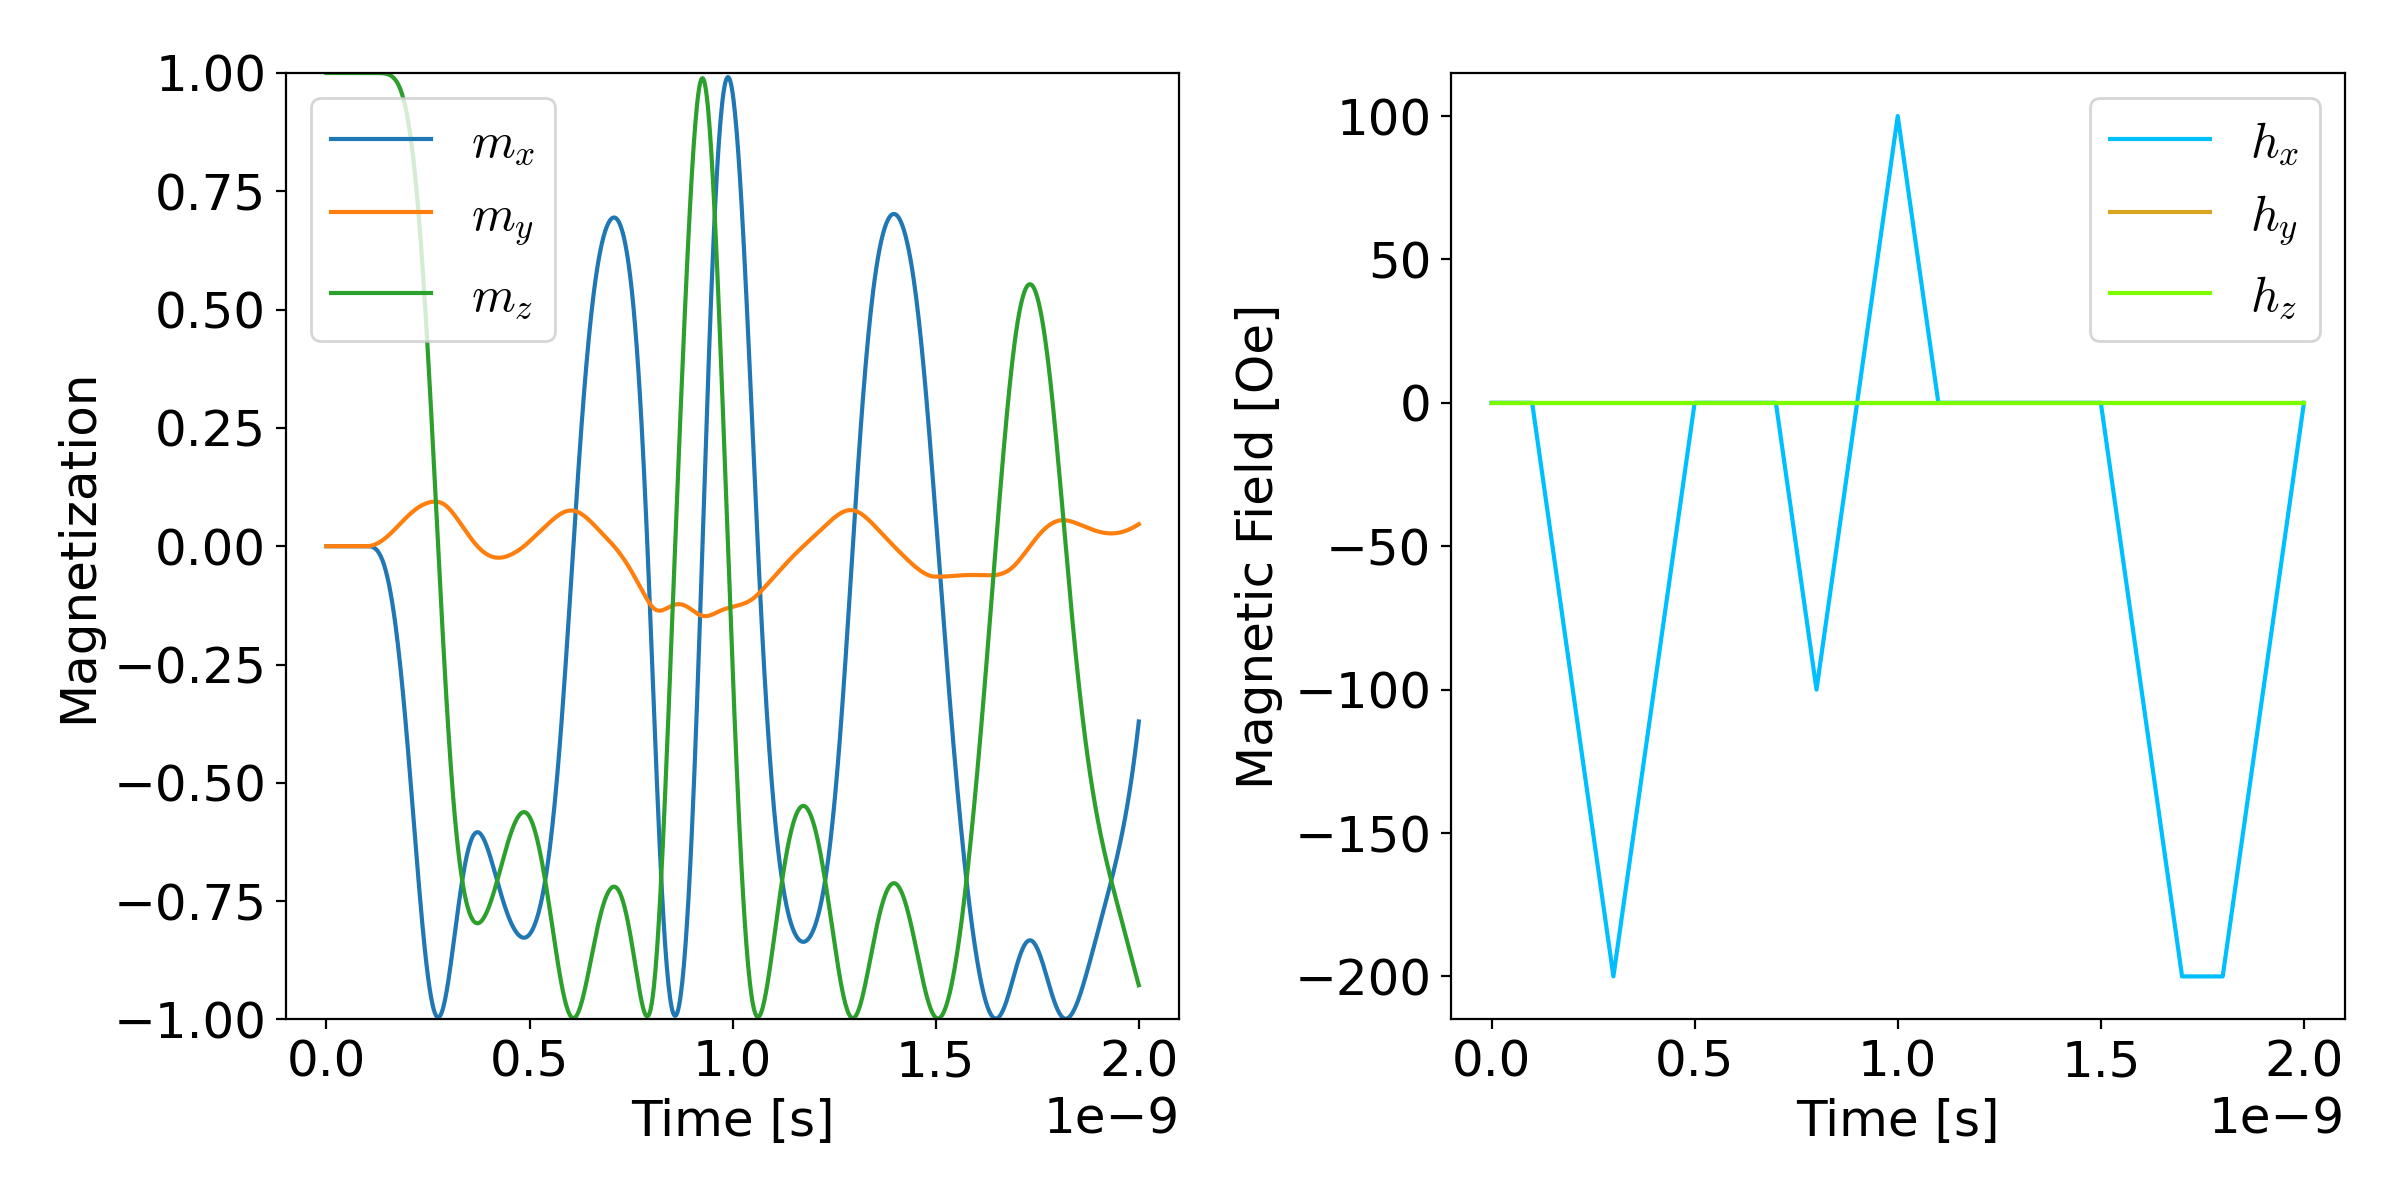 Magnetization
1.00
0.75
0.50
0.25
0.00
−0.25
−0.50
−0.75
−1.00
m_x
m_y
m_z
0.0 0.5 1.0 1.5 2.0
Time [s]
1e−9
Magnetic Field [Oe]
100
50
0
−50
−100
−150
−200
h_x
h_y
h_z
0.0 0.5 1.0 1.5 2.0
Time [s]
1e−9